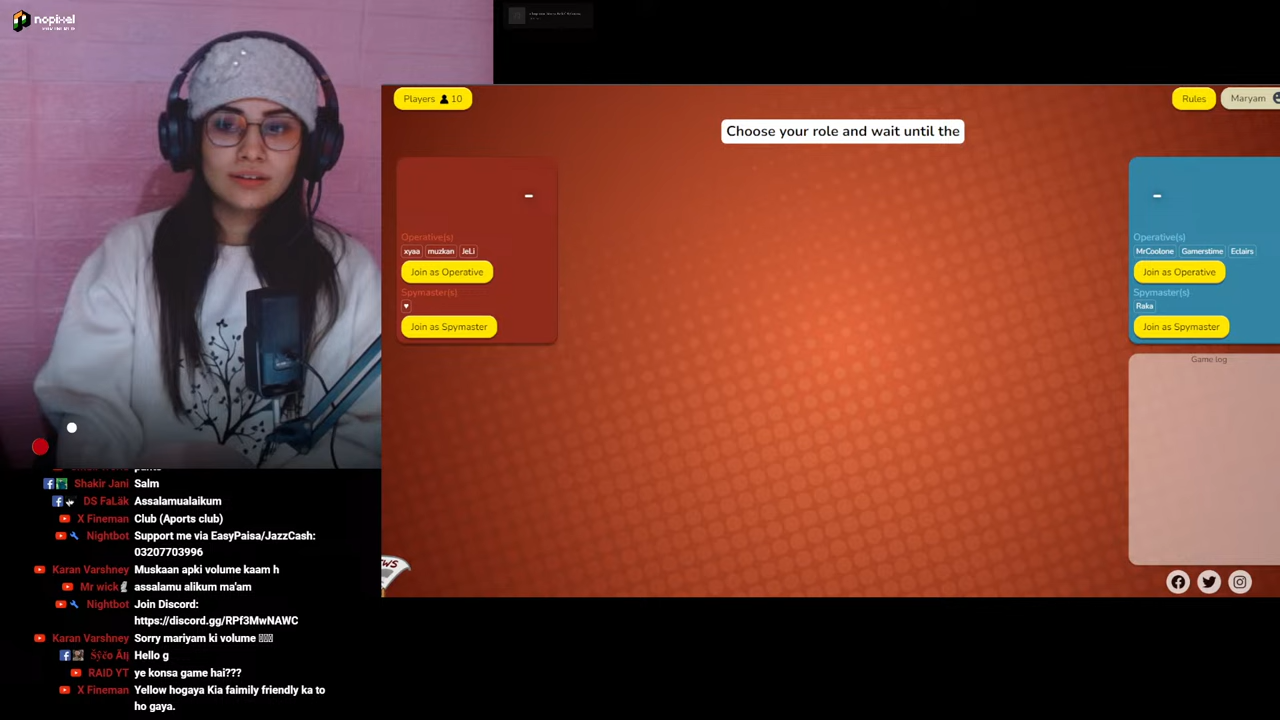 nopixel
Players 10
Rules
Maryam
Choose your role and wait until the
-
Operative(s)
xyaa muzkan JeLi
Join as Operative
Spymaster(s)
♥
Join as Spymaster
-
Operative(s)
MrCoolone Gamerstime Eclairs
Join as Operative
Spymaster(s)
Raka
Join as Spymaster
Game log
Shakir Jani Salm
DS FaLäk Assalamualaikum
X Fineman Club (Aports club)
Nightbot Support me via EasyPaisa/JazzCash:
03207703996
Karan Varshney Muskaan apki volume kaam h
Mr wick assalamu alikum ma'am
Nightbot Join Discord:
https://discord.gg/RPf3MwNAWC
Karan Varshney Sorry mariyam ki volume
Hello g
RAID YT ye konsa game hai???
X Fineman Yellow hogaya Kia faimily friendly ka to
ho gaya.